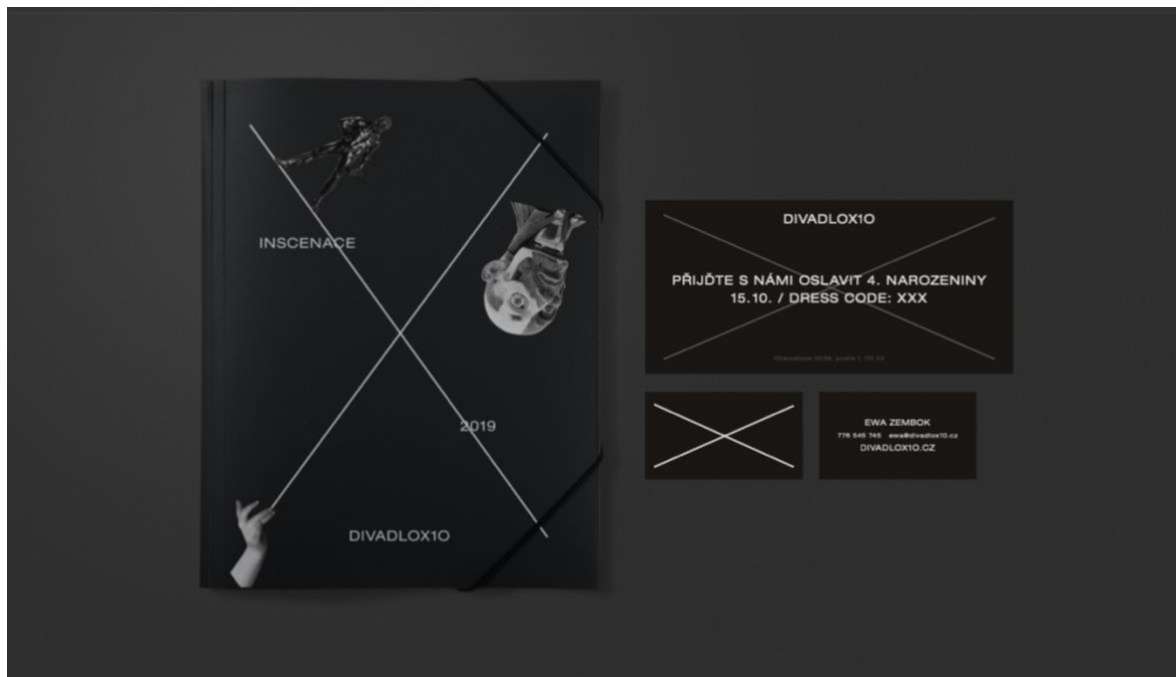 INSCENACE
2019
DIVADLOX10
DIVADLOX10
PŘIJĎTE S NÁMI OSLAVIT 4. NAROZENINY
15.10. / DRESS CODE: XXX
EWA ZEMBOK
776 545 745 ewa@divadlox10.cz
DIVADLOX10.CZ